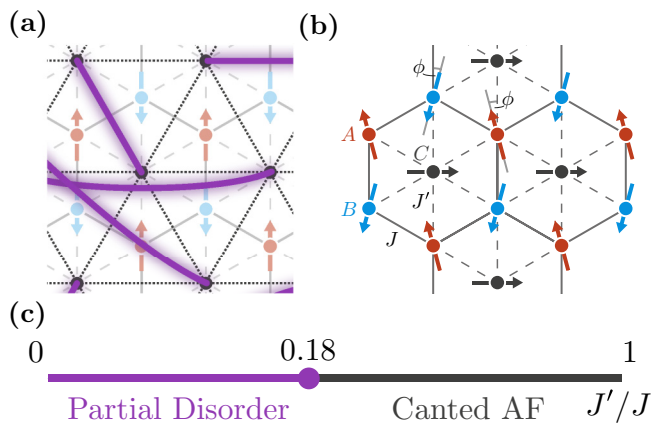 (a)
(b)
ϕ
ϕ
A
C
J′
B
J
(c)
0
0.18
1
Partial Disorder
Canted AF
J′/J